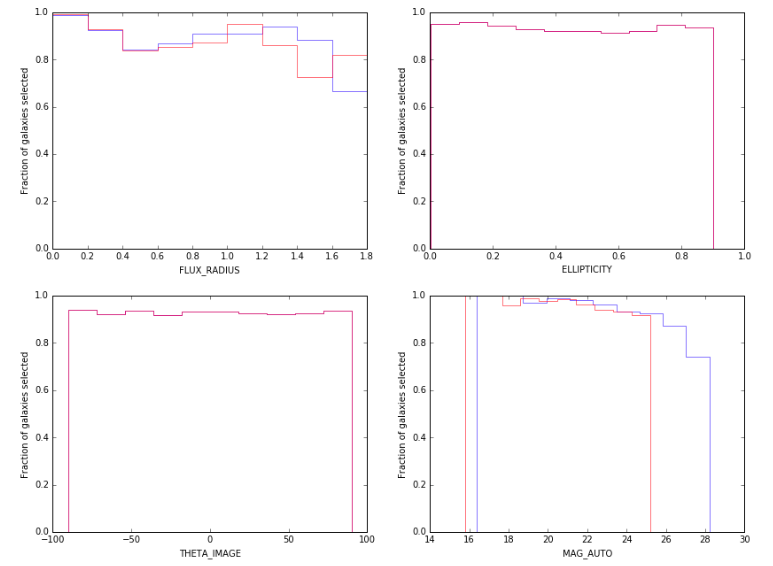 1.0
0.8
0.6
0.4
0.2
0.0
Fraction of galaxies selected
0.0 0.2 0.4 0.6 0.8 1.0 1.2 1.4 1.6 1.8
FLUX_RADIUS
1.0
0.8
0.6
0.4
0.2
0.0
Fraction of galaxies selected
0.0 0.2 0.4 0.6 0.8 1.0
ELLIPTICITY
1.0
0.8
0.6
0.4
0.2
0.0
Fraction of galaxies selected
−100 −50 0 50 100
THETA_IMAGE
1.0
0.8
0.6
0.4
0.2
0.0
Fraction of galaxies selected
14 16 18 20 22 24 26 28 30
MAG_AUTO